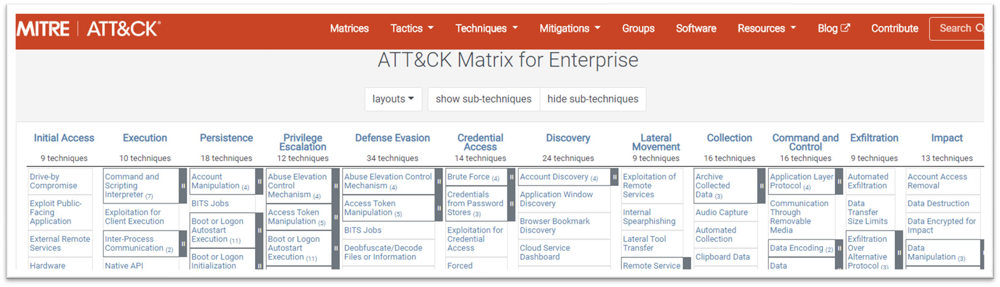 MITRE | ATT&CK®
Matrices Tactics Techniques Mitigations Groups Software Resources Blog Contribute Search
ATT&CK Matrix for Enterprise
layouts show sub-techniques hide sub-techniques
Initial Access
9 techniques
Drive-by
Compromise
Exploit Public-
Facing
Application
External Remote
Services
Hardware
Execution
10 techniques
Command and
Scripting
Interpreter (7)
Exploitation for
Client Execution
Inter-Process
Communication (2)
Native API
Persistence
18 techniques
Account
Manipulation (4)
BITS Jobs
Boot or Logon
Autostart
Execution (11)
Boot or Logon
Initialization
Privilege
Escalation
12 techniques
Abuse Elevation
Control
Mechanism (4)
Access Token
Manipulation (5)
Boot or Logon
Autostart
Execution (11)
Defense Evasion
34 techniques
Abuse Elevation Control
Mechanism (4)
Access Token
Manipulation (5)
BITS Jobs
Deobfuscate/Decode
Files or Information
Credential
Access
14 techniques
Brute Force (4)
Credentials
from Password
Stores (3)
Exploitation for
Credential
Access
Forced
Discovery
24 techniques
Account Discovery (4)
Application Window
Discovery
Browser Bookmark
Discovery
Cloud Service
Dashboard
Lateral
Movement
9 techniques
Exploitation of
Remote
Services
Internal
Spearphishing
Lateral Tool
Transfer
Remote Service
Collection
16 techniques
Archive
Collected
Data (3)
Audio Capture
Automated
Collection
Clipboard Data
Command and
Control
16 techniques
Application Layer
Protocol (4)
Communication
Through
Removable
Media
Data Encoding (2)
Data
Exfiltration
9 techniques
Automated
Exfiltration
Data
Transfer
Size Limits
Exfiltration
Over
Alternative
Protocol (3)
Impact
13 techniques
Account Access
Removal
Data Destruction
Data Encrypted for
Impact
Data
Manipulation (3)